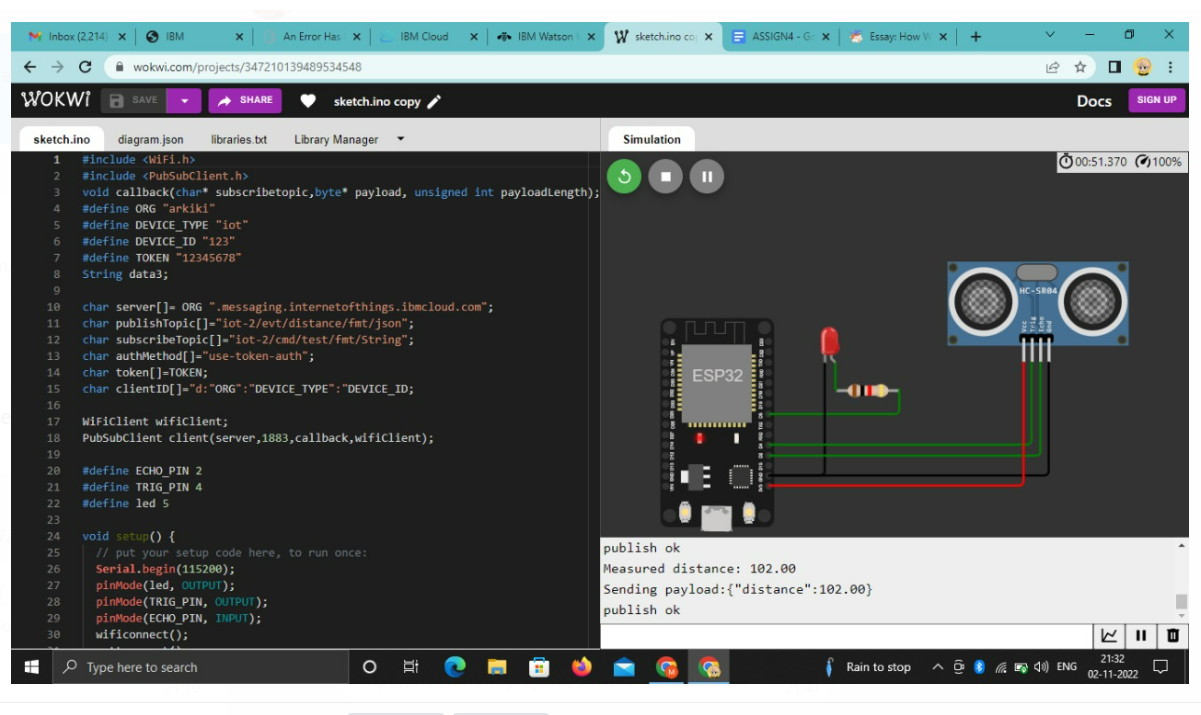 Inbox (2,214)
IBM
An Error Has
IBM Cloud
IBM Watson
sketch.ino co
ASSIGN4 - Go
Essay: How W
wokwi.com/projects/347210139489534548
WOKWI
SAVE
SHARE
sketch.ino copy
Docs
SIGN UP
sketch.ino
diagram.json
libraries.txt
Library Manager
Simulation
00:51.370
100%
1 #include <WiFi.h>
2 #include <PubSubClient.h>
3 void callback(char* subscribetopic,byte* payload, unsigned int payloadLength);
4 #define ORG "arkiki"
5 #define DEVICE_TYPE "iot"
6 #define DEVICE_ID "123"
7 #define TOKEN "12345678"
8 String data3;
9
10 char server[]= ORG ".messaging.internetofthings.ibmcloud.com";
11 char publishTopic[]="iot-2/evt/distance/fmt/json";
12 char subscribeTopic[]="iot-2/cmd/test/fmt/String";
13 char authMethod[]="use-token-auth";
14 char token[]=TOKEN;
15 char clientID[]="d:"ORG":"DEVICE_TYPE":"DEVICE_ID;
16
17 WiFiClient wifiClient;
18 PubSubClient client(server,1883,callback,wifiClient);
19
20 #define ECHO_PIN 2
21 #define TRIG_PIN 4
22 #define led 5
23
24 void setup() {
25 // put your setup code here, to run once:
26 Serial.begin(115200);
27 pinMode(led, OUTPUT);
28 pinMode(TRIG_PIN, OUTPUT);
29 pinMode(ECHO_PIN, INPUT);
30 wificonnect();
ESP32
HC-SR04
Vcc
Trig
Echo
Gnd
publish ok
Measured distance: 102.00
Sending payload:{"distance":102.00}
publish ok
Type here to search
Rain to stop
ENG
21:32
02-11-2022